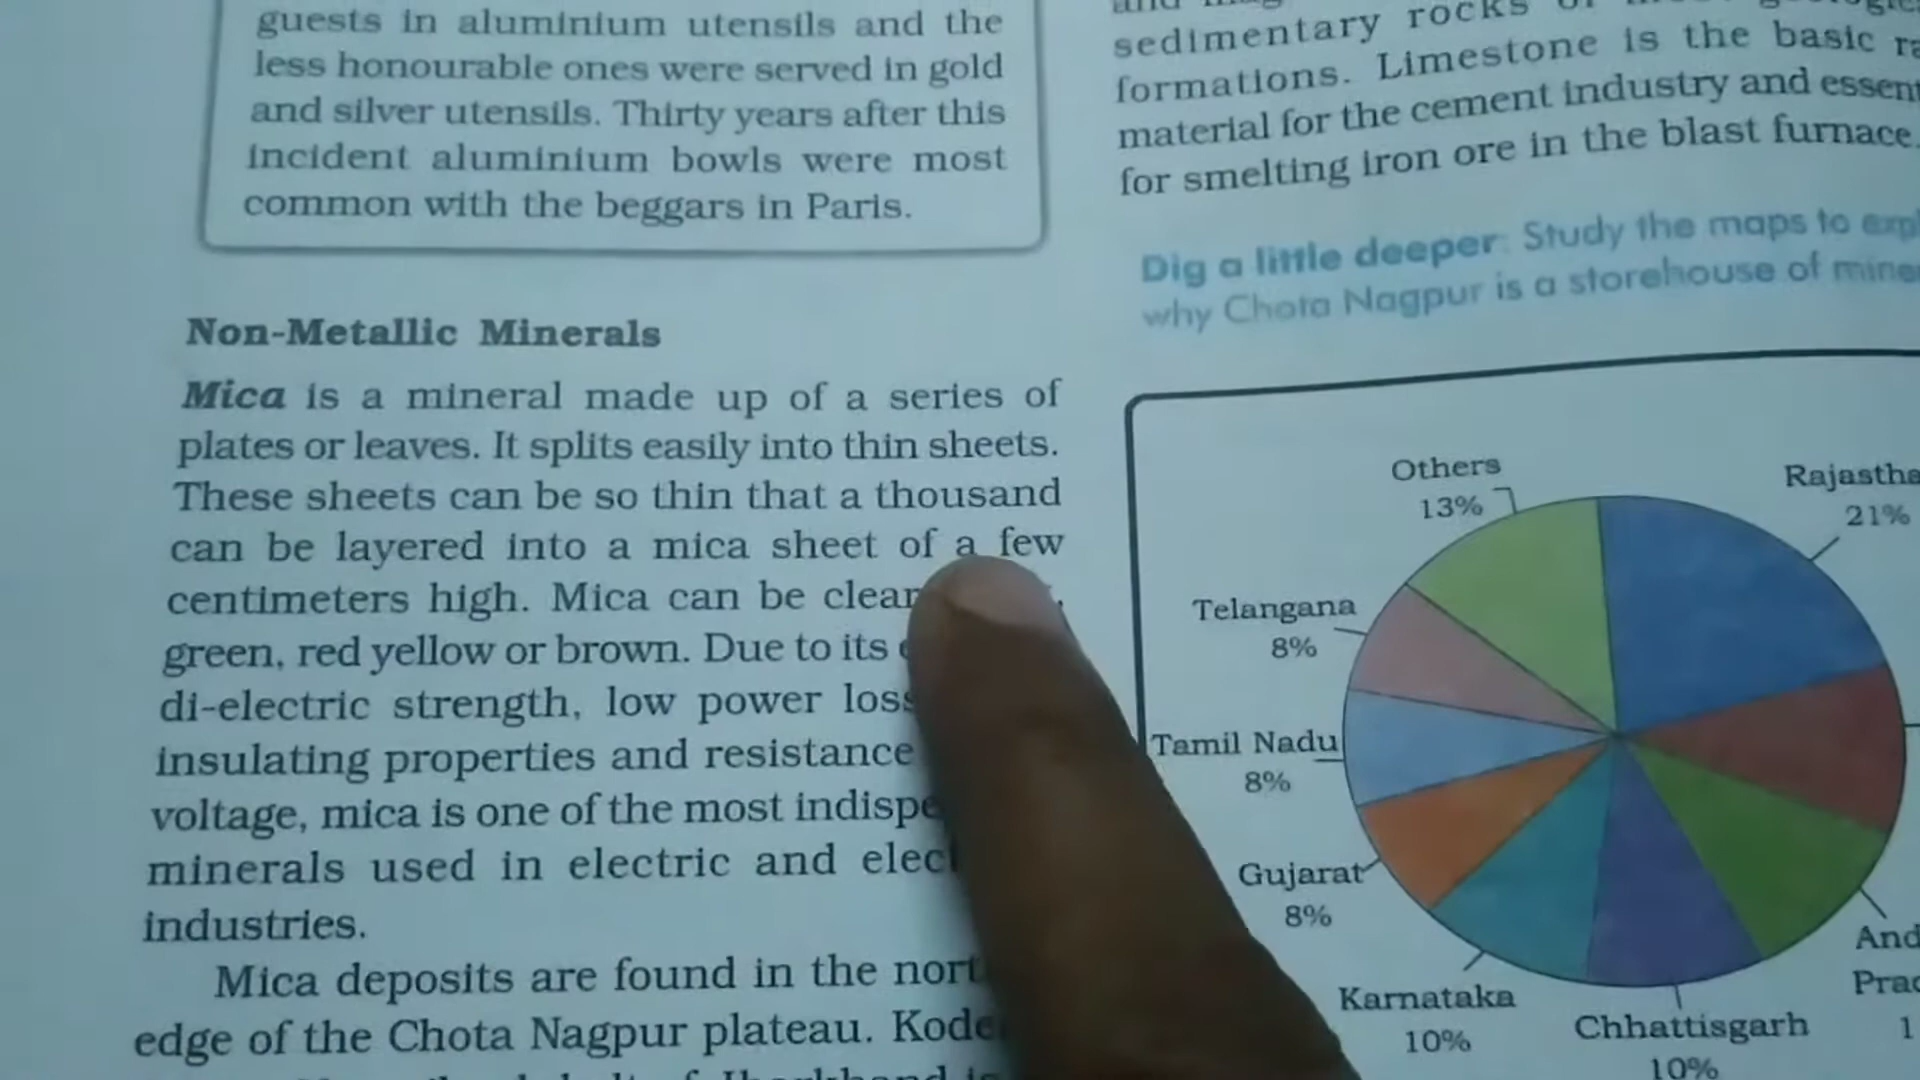 guests in aluminium utensils and the
less honourable ones were served in gold
and silver utensils. Thirty years after this
incident aluminium bowls were most
common with the beggars in Paris.
Non-Metallic Minerals
Mica is a mineral made up of a series of
plates or leaves. It splits easily into thin sheets.
These sheets can be so thin that a thousand
can be layered into a mica sheet of a few
centimeters high. Mica can be clear
green, red yellow or brown. Due to its
di-electric strength, low power loss
insulating properties and resistance
voltage, mica is one of the most
minerals used in electric and
industries.
Mica deposits are found in the
edge of the Chota Nagpur plateau.
sedimentary rocks
formations. Limestone is the basic
material for the cement industry and
for smelting iron ore in the blast furnace.
Dig a little deeper: Study the maps to
why Chota Nagpur is a storehouse of
Others
13%
21%
Telangana
8%
Tamil Nadu
8%
Gujarat
8%
Karnataka
10%
Chhattisgarh
10%